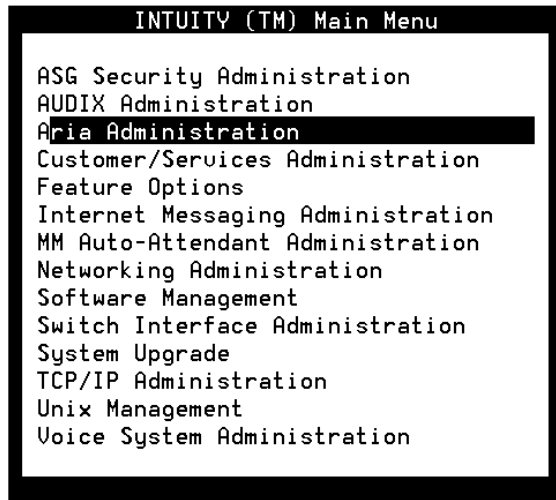 INTUITY (TM) Main Menu
ASG Security Administration
AUDIX Administration
Aria Administration
Customer/Services Administration
Feature Options
Internet Messaging Administration
MM Auto-Attendant Administration
Networking Administration
Software Management
Switch Interface Administration
System Upgrade
TCP/IP Administration
Unix Management
Voice System Administration